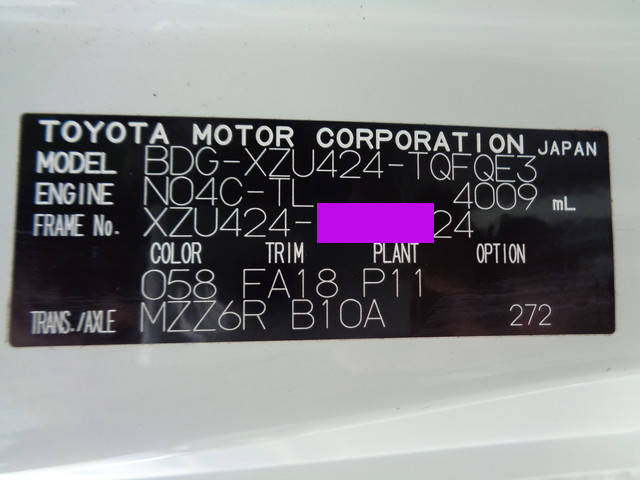 TOYOTA MOTOR CORPORATION JAPAN
MODEL BDG-XZU424-TQFQE3
ENGINE N04C-TL 4009 mL
FRAME No. XZU424- 24
COLOR TRIM PLANT OPTION
058 FA18 P11
TRANS./AXLE MZZ6R B10A 272